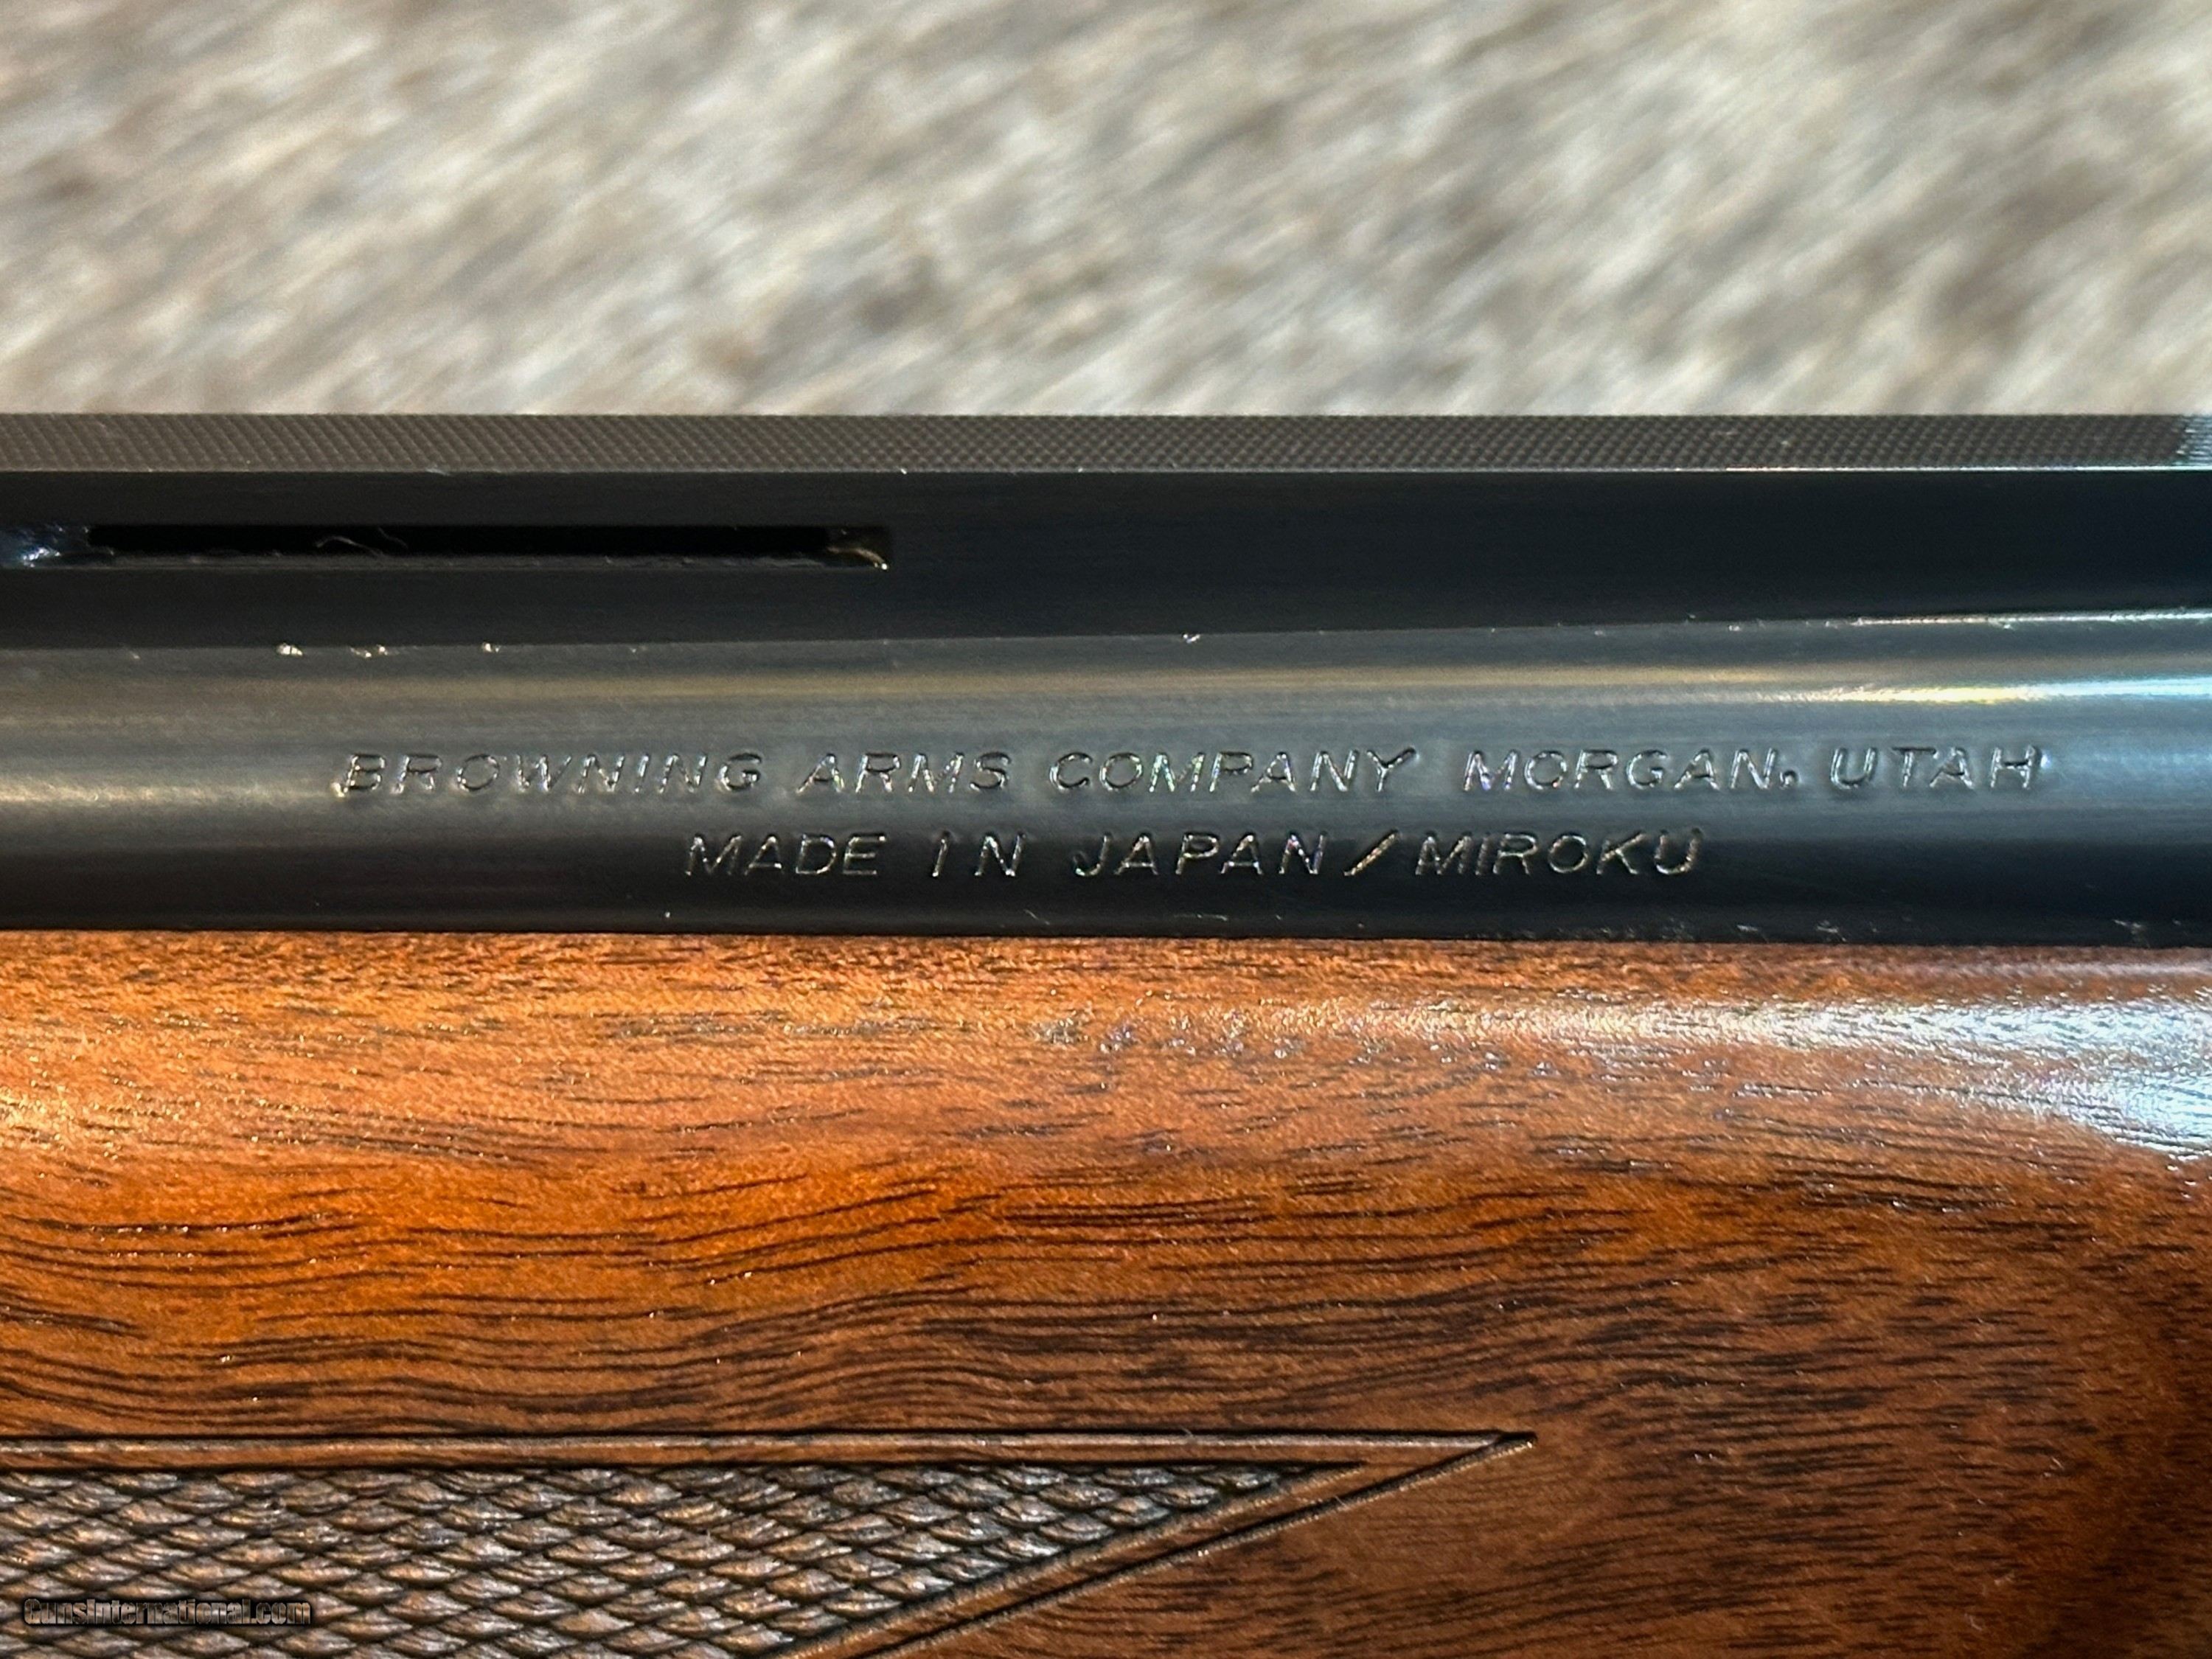 BROWNING ARMS COMPANY MORGAN, UTAH
MADE IN JAPAN/MIROKU
GunsInternational.com